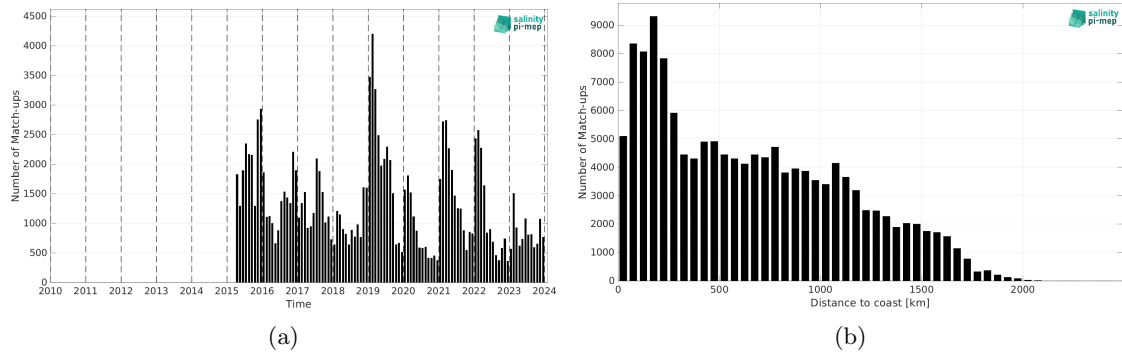 salinity
pi-mep
Number of Match-ups
4500
4000
3500
3000
2500
2000
1500
1000
500
0
2010 2011 2012 2013 2014 2015 2016 2017 2018 2019 2020 2021 2022 2023 2024
Time
(a)
salinity
pi-mep
Number of Match-ups
9000
8000
7000
6000
5000
4000
3000
2000
1000
0
0 500 1000 1500 2000
Distance to coast [km]
(b)